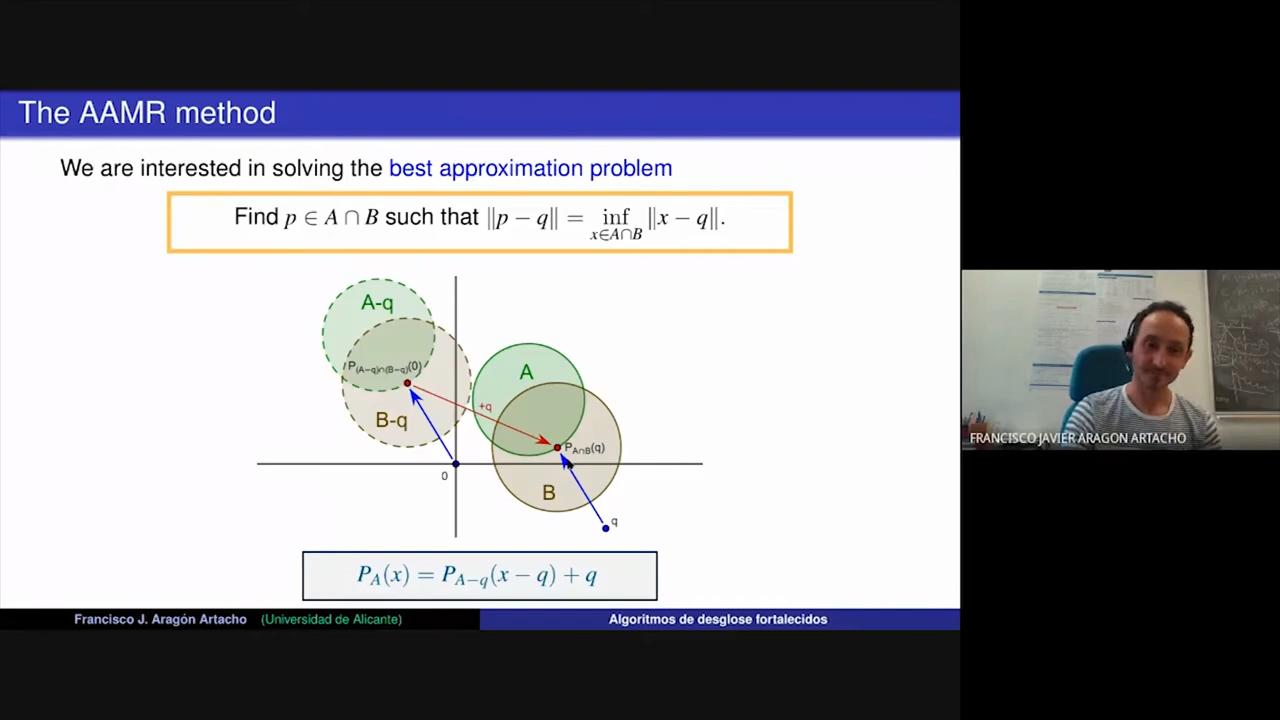 The AAMR method
We are interested in solving the best approximation problem
Find p ∈ A ∩ B such that ‖p − q‖ = inf ‖x − q‖.
x∈A∩B
A-q
P(A−q)∩(B−q)(0)
A
B-q
+q
PA∩B(q)
0
B
q
PA(x) = PA−q(x − q) + q
Francisco J. Aragón Artacho (Universidad de Alicante) Algoritmos de desglose fortalecidos
FRANCISCO JAVIER ARAGON ARTACHO